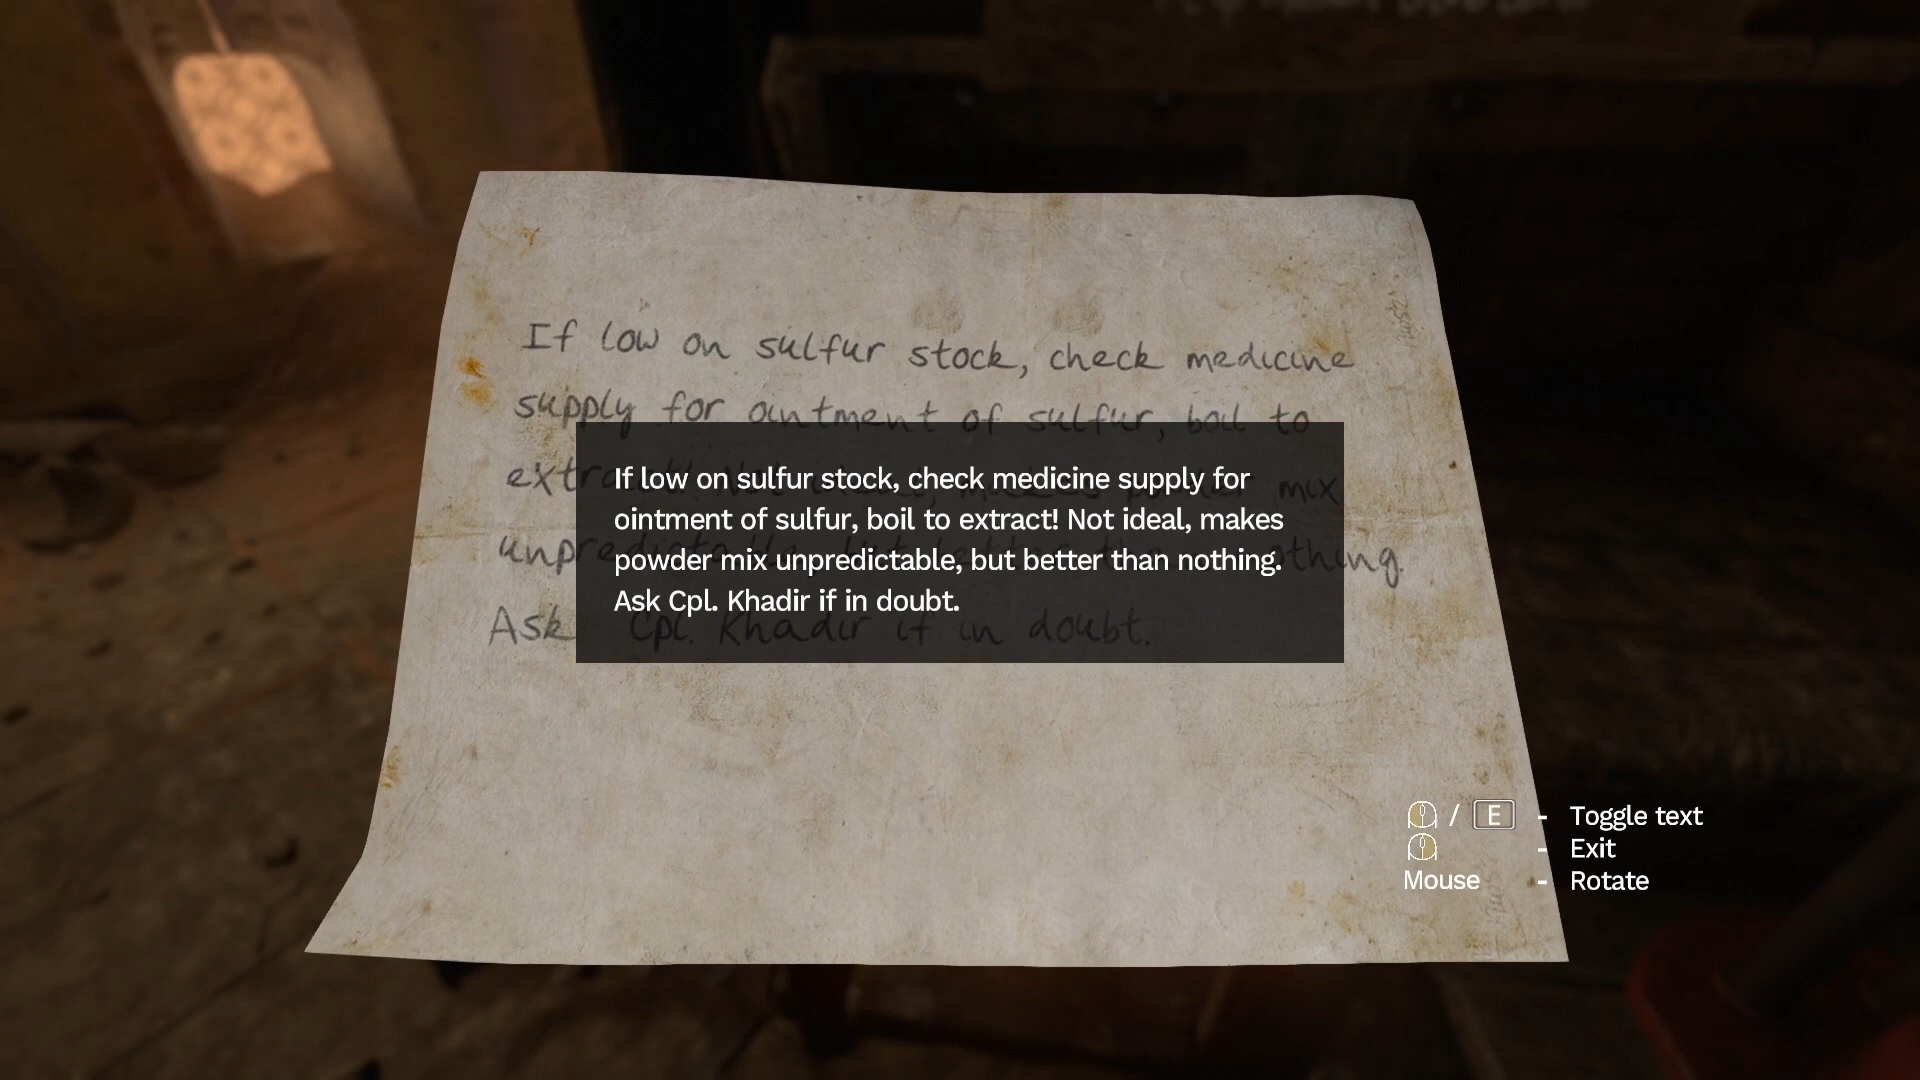 If low on sulfur stock, check medicine
supply for ointment of sulfur, boil to
If low on sulfur stock, check medicine supply for
ointment of sulfur, boil to extract! Not ideal, makes
powder mix unpredictable, but better than nothing.
Ask Cpl. Khadir if in doubt.
mix
Ask Cpl. Khadir if in doubt.
/ E - Toggle text
- Exit
Mouse - Rotate